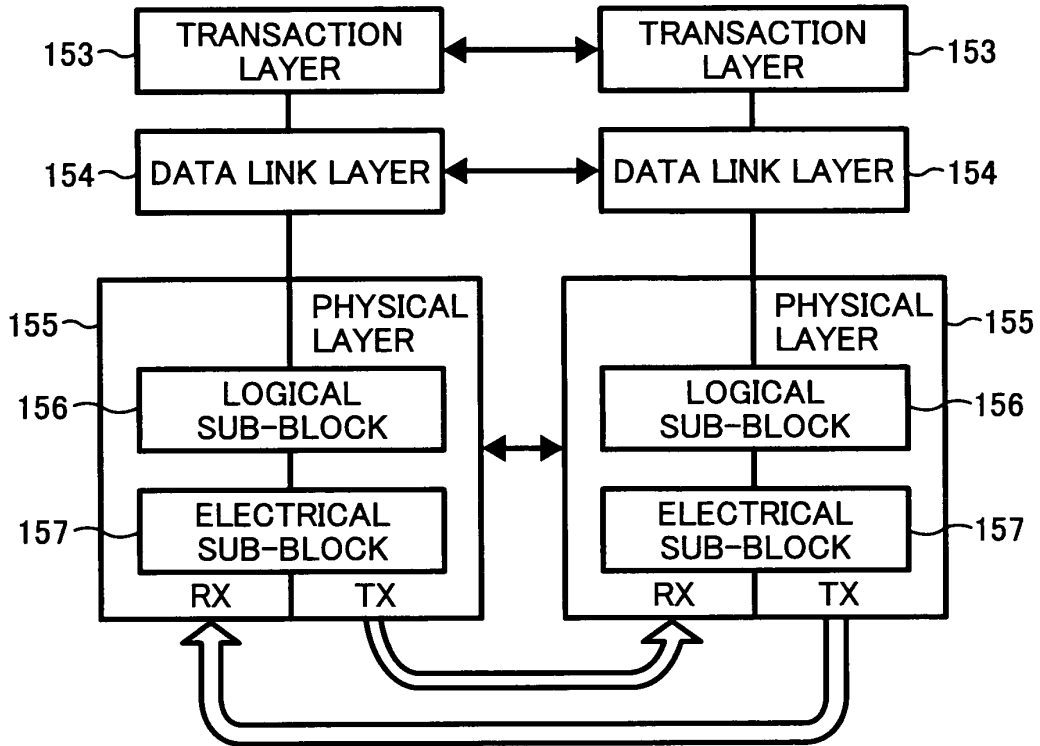 TRANSACTION
LAYER
153
TRANSACTION
LAYER
153
DATA LINK LAYER
154
DATA LINK LAYER
154
PHYSICAL
LAYER
155
PHYSICAL
LAYER
155
LOGICAL
SUB-BLOCK
156
LOGICAL
SUB-BLOCK
156
ELECTRICAL
SUB-BLOCK
157
ELECTRICAL
SUB-BLOCK
157
RX TX
RX TX